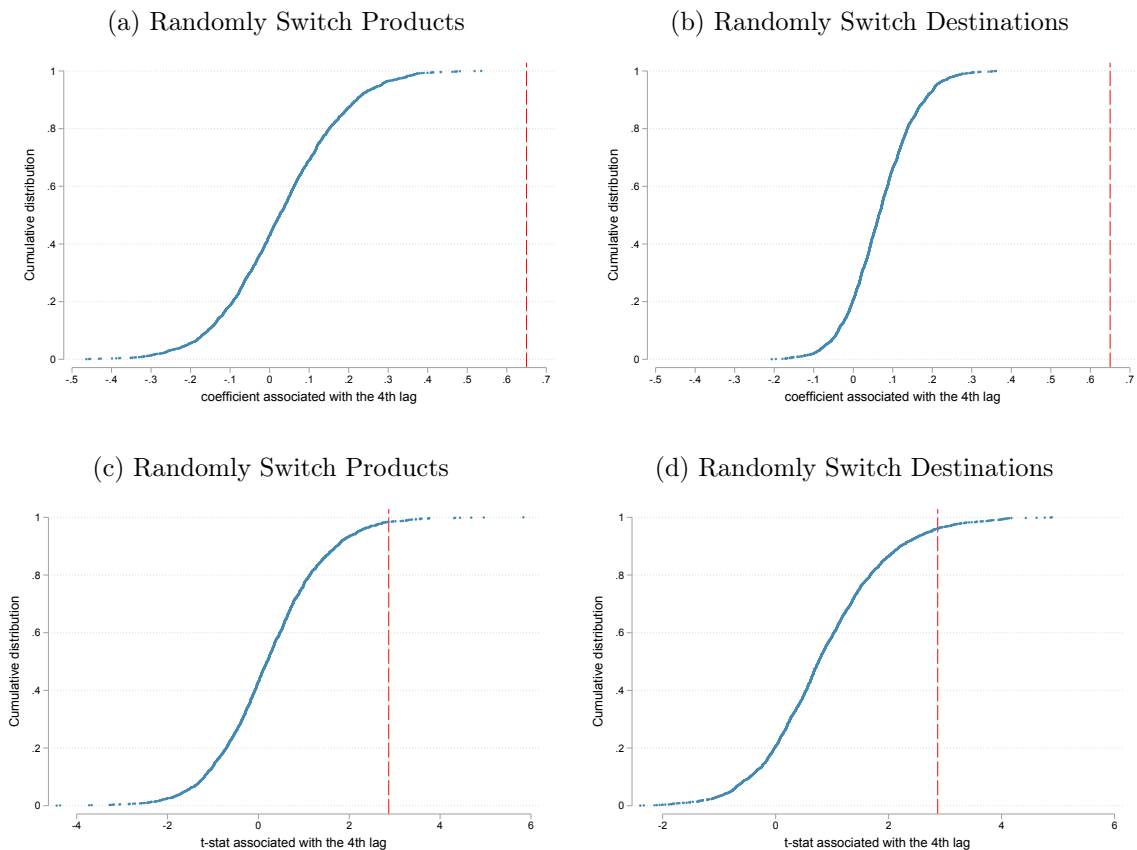 (a) Randomly Switch Products
1
.8
.6
.4
.2
0
Cumulative distribution
-.5 -.4 -.3 -.2 -.1 0 .1 .2 .3 .4 .5 .6 .7
coefficient associated with the 4th lag
(b) Randomly Switch Destinations
1
.8
.6
.4
.2
0
Cumulative distribution
-.5 -.4 -.3 -.2 -.1 0 .1 .2 .3 .4 .5 .6 .7
coefficient associated with the 4th lag
(c) Randomly Switch Products
1
.8
.6
.4
.2
0
Cumulative distribution
-4 -2 0 2 4 6
t-stat associated with the 4th lag
(d) Randomly Switch Destinations
1
.8
.6
.4
.2
0
Cumulative distribution
-2 0 2 4 6
t-stat associated with the 4th lag